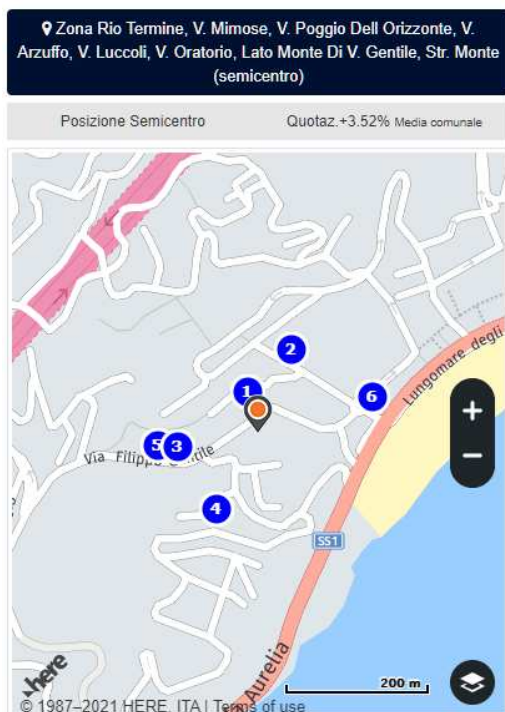 Zona Rio Termine, V. Mimose, V. Poggio Dell Orizzonte, V.
Arzuffo, V. Luccoli, V. Oratorio, Lato Monte Di V. Gentile, Str. Monte
(semicentro)
Posizione Semicentro
Quotaz.+3.52% Media comunale
2
1
6
Lungomare degli
+
5
3
Via Filippo Gentile
−
4
SS1
Aurelia
here
200 m
© 1987–2021 HERE, ITA | Terms of use